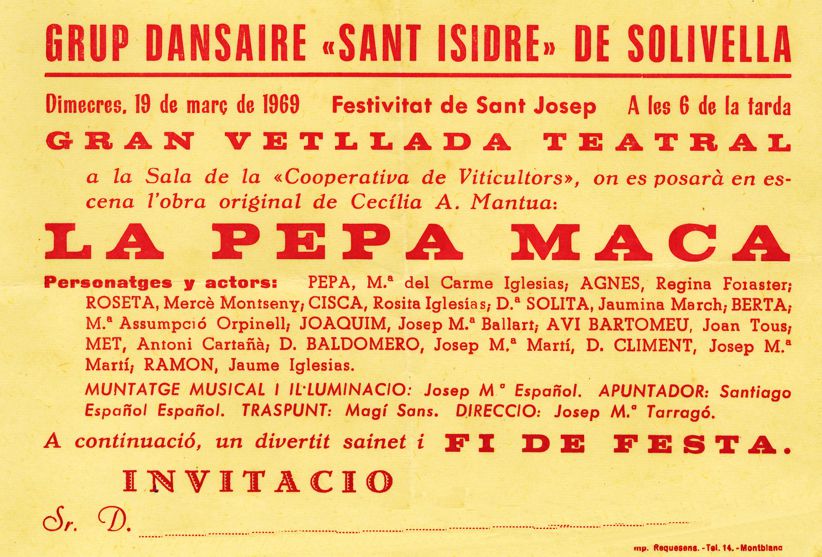 GRUP DANSAIRE «SANT ISIDRE» DE SOLIVELLA
Dimecres, 19 de març de 1969 Festivitat de Sant Josep A les 6 de la tarda
GRAN VETLLADA TEATRAL
a la Sala de la «Cooperativa de Viticultors», on es posarà en es-
cena l'obra original de Cecília A. Mantua:
LA PEPA MACA
Personatges y actors: PEPA, M.ª del Carme Iglesias; AGNES, Regina Foraster;
ROSETA, Mercè Montseny; CISCA, Rosita Iglesías; D.ª SOLITA, Jaumina March; BERTA;
M.ª Assumpció Orpinell; JOAQUIM, Josep M.ª Ballart; AVI BARTOMEU, Joan Tous;
MET, Antoni Cartañà; D. BALDOMERO, Josep M.ª Martí, D. CLIMENT, Josep M.ª
Martí; RAMON, Jaume Iglesias.
MUNTATGE MUSICAL I IL·LUMINACIO: Josep M ª Español. APUNTADOR: Santiago
Español Español. TRASPUNT: Magí Sans. DIRECCIO: Josep M.ª Tarragó.
A continuació, un divertit sainet i FI DE FESTA.
INVITACIO
Sr. D.
Imp. Requesens. - Tel. 14. - Montblanc